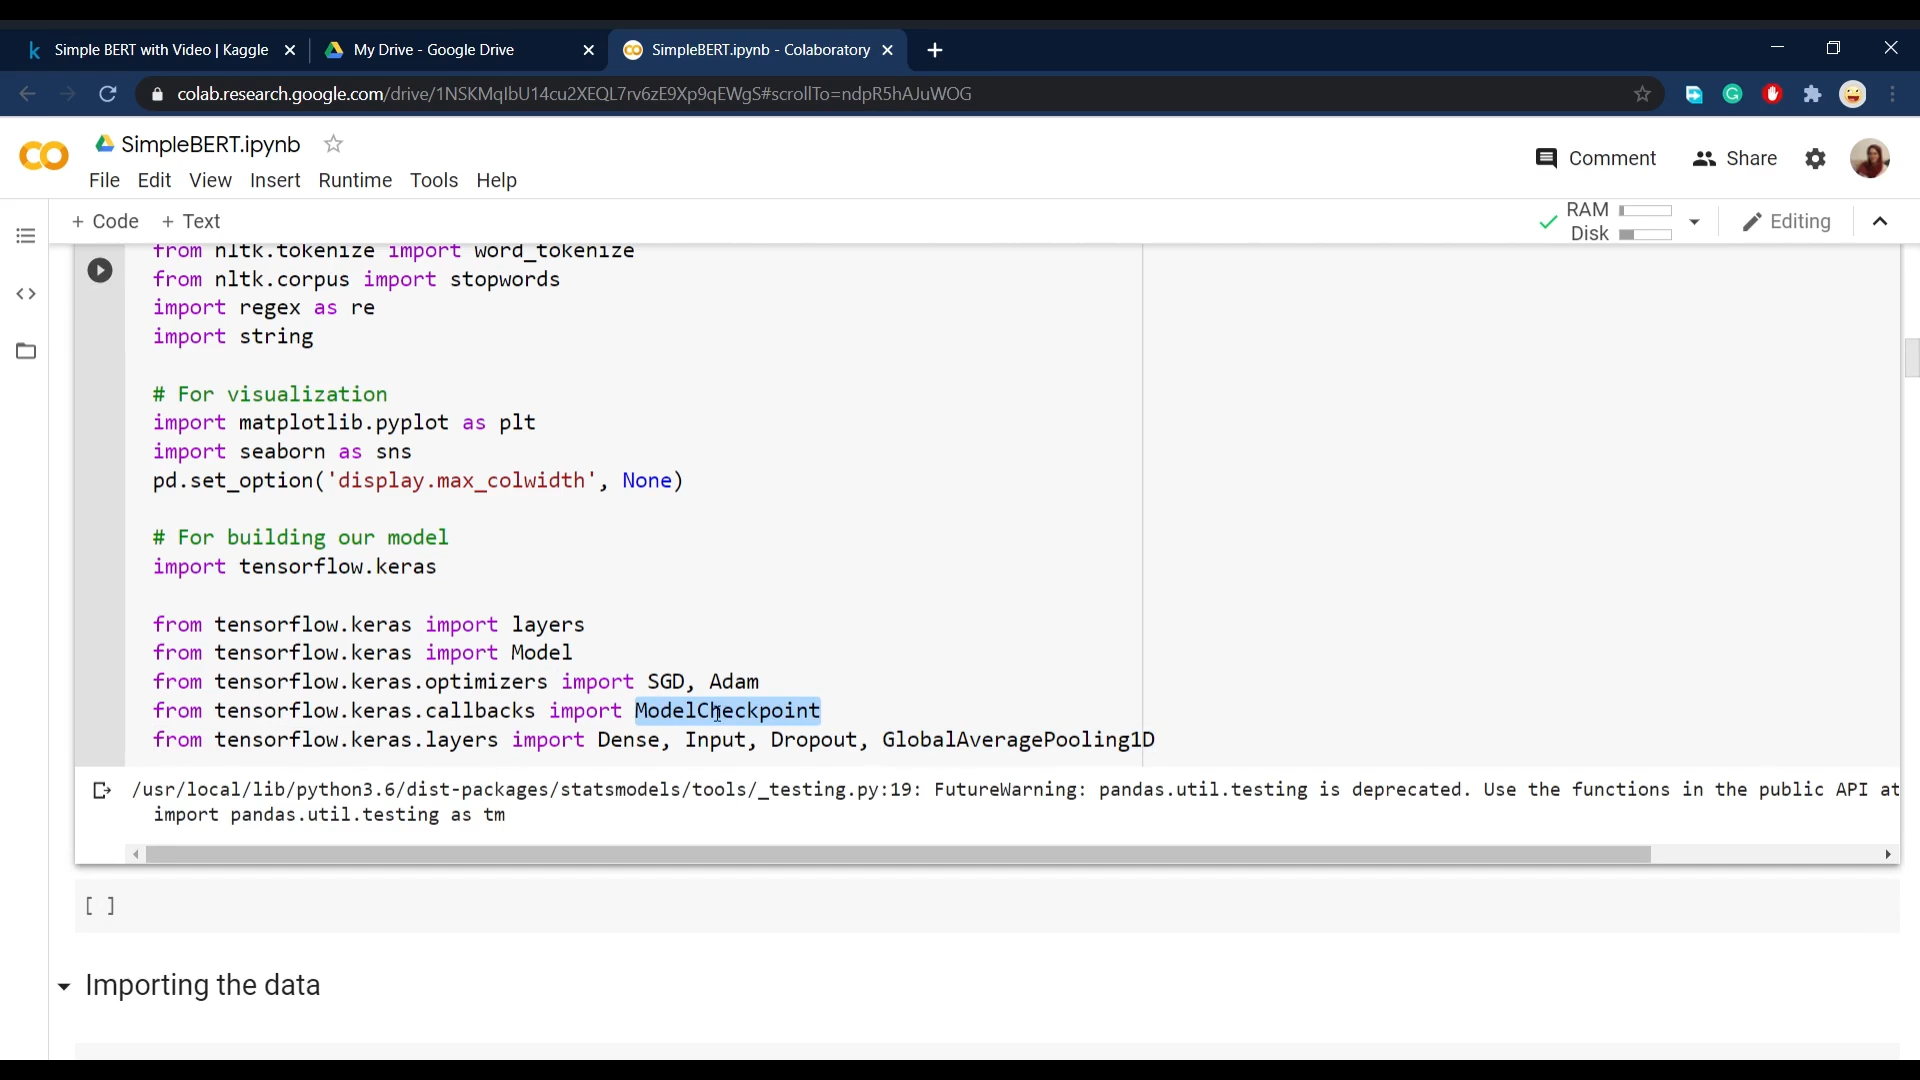 Simple BERT with Video | Kaggle
My Drive - Google Drive
SimpleBERT.ipynb - Colaboratory
colab.research.google.com/drive/1NSKMqlbU14cu2XEQL7rv6zE9Xp9qEWgS#scrollTo=ndpR5hAJuWOG
SimpleBERT.ipynb
Comment
Share
File Edit View Insert Runtime Tools Help
+ Code + Text
RAM
Disk
Editing
from nltk.tokenize import word_tokenize
from nltk.corpus import stopwords
import regex as re
import string
# For visualization
import matplotlib.pyplot as plt
import seaborn as sns
pd.set_option('display.max_colwidth', None)
# For building our model
import tensorflow.keras
from tensorflow.keras import layers
from tensorflow.keras import Model
from tensorflow.keras.optimizers import SGD, Adam
from tensorflow.keras.callbacks import ModelCheckpoint
from tensorflow.keras.layers import Dense, Input, Dropout, GlobalAveragePooling1D
/usr/local/lib/python3.6/dist-packages/statsmodels/tools/_testing.py:19: FutureWarning: pandas.util.testing is deprecated. Use the functions in the public API at
import pandas.util.testing as tm
[ ]
Importing the data